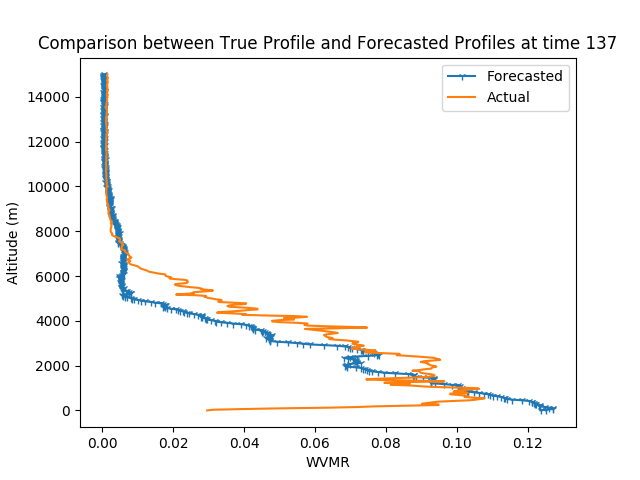 Comparison between True Profile and Forecasted Profiles at time 137
Forecasted
Actual
14000
12000
10000
8000
6000
4000
2000
0
Altitude (m)
0.00 0.02 0.04 0.06 0.08 0.10 0.12
WVMR